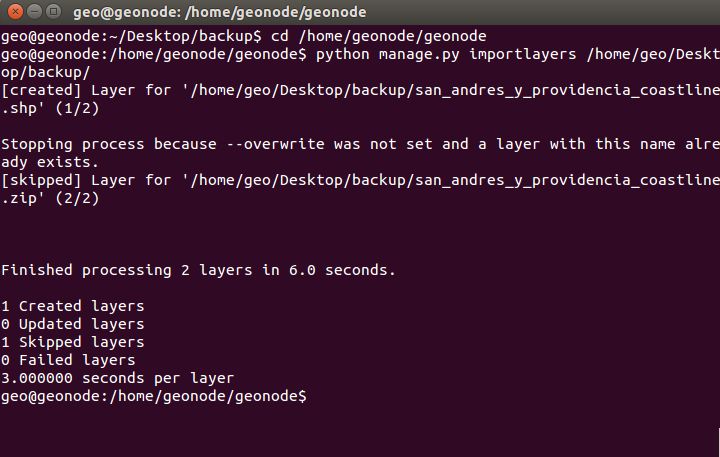 geo@geonode: /home/geonode/geonode
geo@geonode:~/Desktop/backup$ cd /home/geonode/geonode
geo@geonode:/home/geonode/geonode$ python manage.py importlayers /home/geo/Deskt
op/backup/
[created] Layer for '/home/geo/Desktop/backup/san_andres_y_providencia_coastline
.shp' (1/2)
Stopping process because --overwrite was not set and a layer with this name alre
ady exists.
[skipped] Layer for '/home/geo/Desktop/backup/san_andres_y_providencia_coastline
.zip' (2/2)
Finished processing 2 layers in 6.0 seconds.
1 Created layers
0 Updated layers
1 Skipped layers
0 Failed layers
3.000000 seconds per layer
geo@geonode:/home/geonode/geonode$